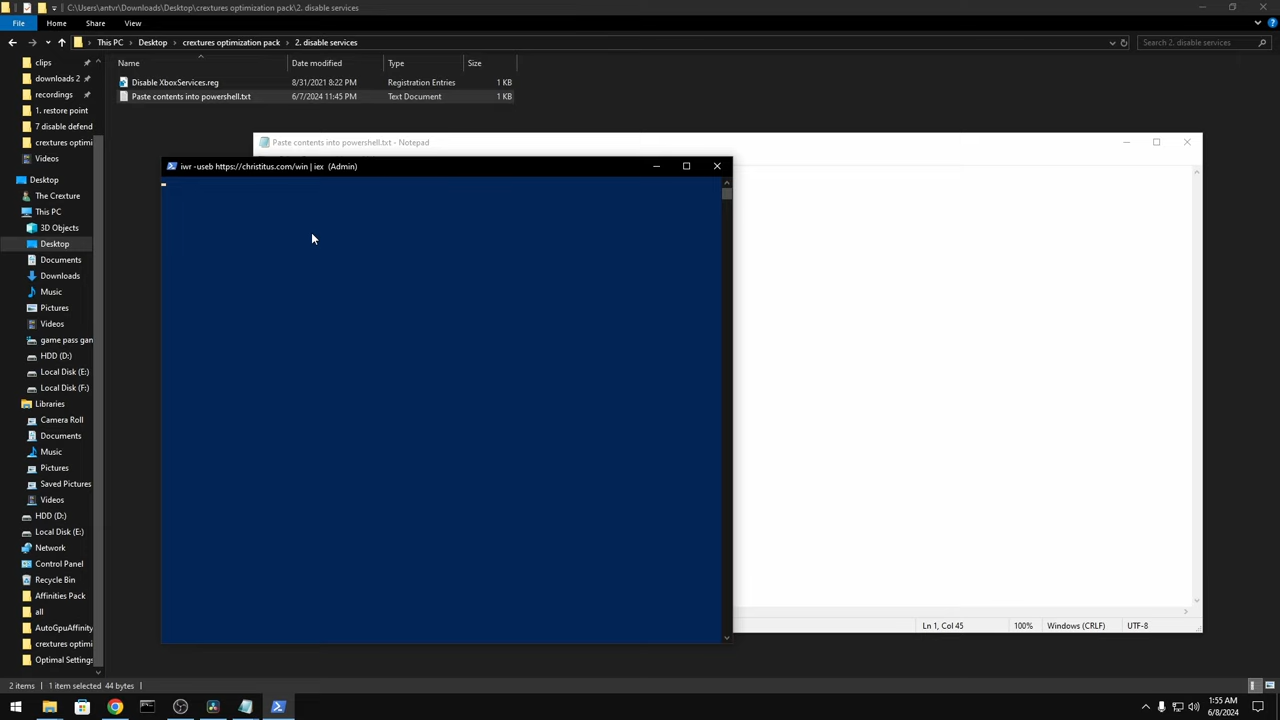 C:\Users\antvr\Downloads\Desktop\crextures optimization pack\2. disable services
File
Home
Share
View
This PC
Desktop
crextures optimization pack
2. disable services
Search 2. disable services
Name
Date modified
Type
Size
Disable XboxServices.reg
8/31/2021 8:22 PM
Registration Entries
1 KB
Paste contents into powershell.txt
6/7/2024 11:45 PM
Text Document
1 KB
clips
downloads 2
recordings
1. restore point
7 disable defend
crextures optimi
Videos
Desktop
The Crexture
This PC
3D Objects
Desktop
Documents
Downloads
Music
Pictures
Videos
game pass gan
HDD (D:)
Local Disk (E:)
Local Disk (F:)
Libraries
Camera Roll
Documents
Music
Pictures
Saved Pictures
Videos
HDD (D:)
Local Disk (E:)
Network
Control Panel
Recycle Bin
Affinities Pack
all
AutoGpuAffinity
crextures optimi
Optimal Settings
Paste contents into powershell.txt - Notepad
iwr -useb https://christitus.com/win | iex (Admin)
Ln 1, Col 45
100%
Windows (CRLF)
UTF-8
2 items
1 item selected 44 bytes
1:55 AM
6/8/2024